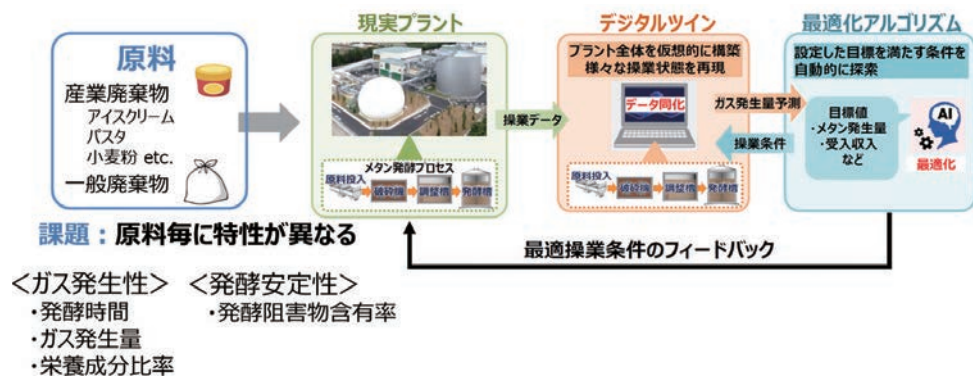 原料
産業廃棄物
アイスクリーム
パスタ
小麦粉 etc.
一般廃棄物
現実プラント
メタン発酵プロセス
原料投入
破砕機
調整槽
発酵槽
操業データ
デジタルツイン
プラント全体を仮想的に構築
様々な操業状態を再現
データ同化
原料投入
破砕機
調整槽
発酵槽
ガス発生量予測
操業条件
最適化アルゴリズム
設定した目標を満たす条件を
自動的に探索
目標値
・メタン発生量
・受入収入
など
AI
最適化
最適操業条件のフィードバック
課題：原料毎に特性が異なる
＜ガス発生性＞
・発酵時間
・ガス発生量
・栄養成分比率
＜発酵安定性＞
・発酵阻害物含有率